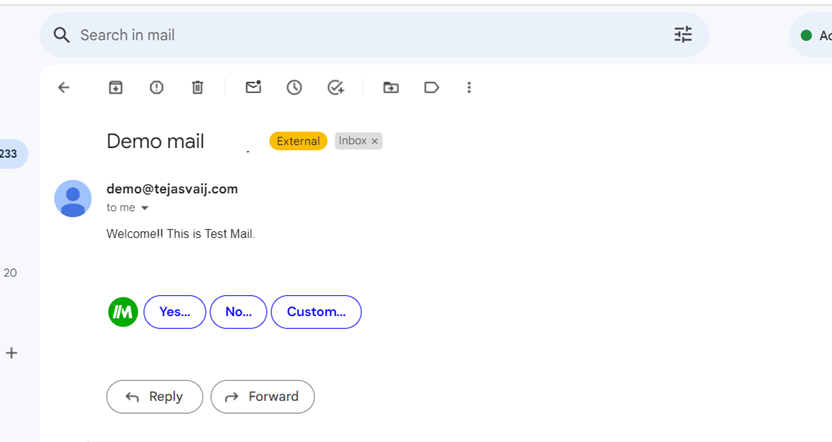 Search in mail
Demo mail External Inbox ×
233
demo@tejasvaij.com
to me
Welcome!! This is Test Mail.
20
M Yes... No... Custom...
Reply Forward